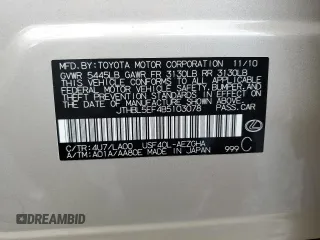 MFD. BY: TOYOTA MOTOR CORPORATION 11/10
GVWR 5445LB GAWR FR 3130LB RR 3130LB
THIS VEHICLE CONFORMS TO ALL APPLICABLE
FEDERAL MOTOR VEHICLE SAFETY, BUMPER, AND
THEFT PREVENTION STANDARDS IN EFFECT ON
THE DATE OF MANUFACTURE SHOWN ABOVE.
JTHBL5EF4B5103078 PASS.CAR
C/TR:4U7/LA00 USF40L-AEZGHA
A/TM:A01A/AA80E MADE IN JAPAN 999 C
DREAMBID